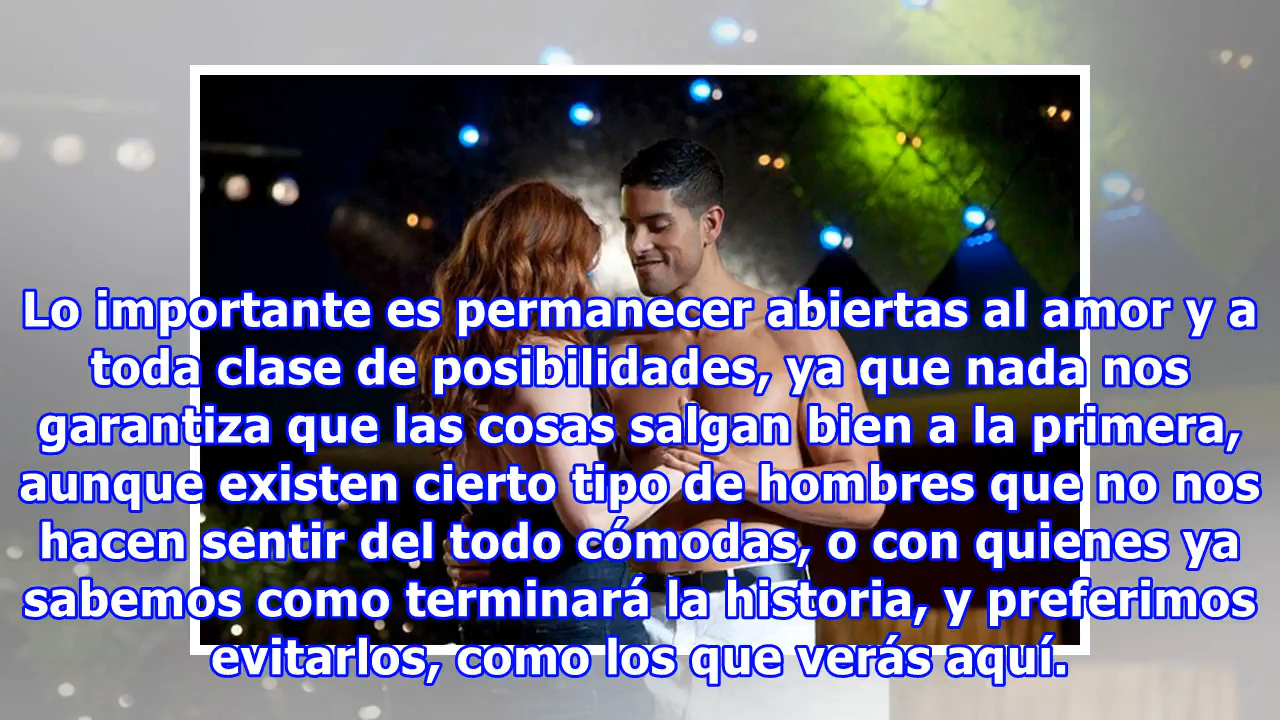 Lo importante es permanecer abiertas al amor y a
toda clase de posibilidades, ya que nada nos
garantiza que las cosas salgan bien a la primera,
aunque existen cierto tipo de hombres que no nos
hacen sentir del todo cómodas, o con quienes ya
sabemos como terminará la historia, y preferimos
evitarlos, como los que verás aquí.